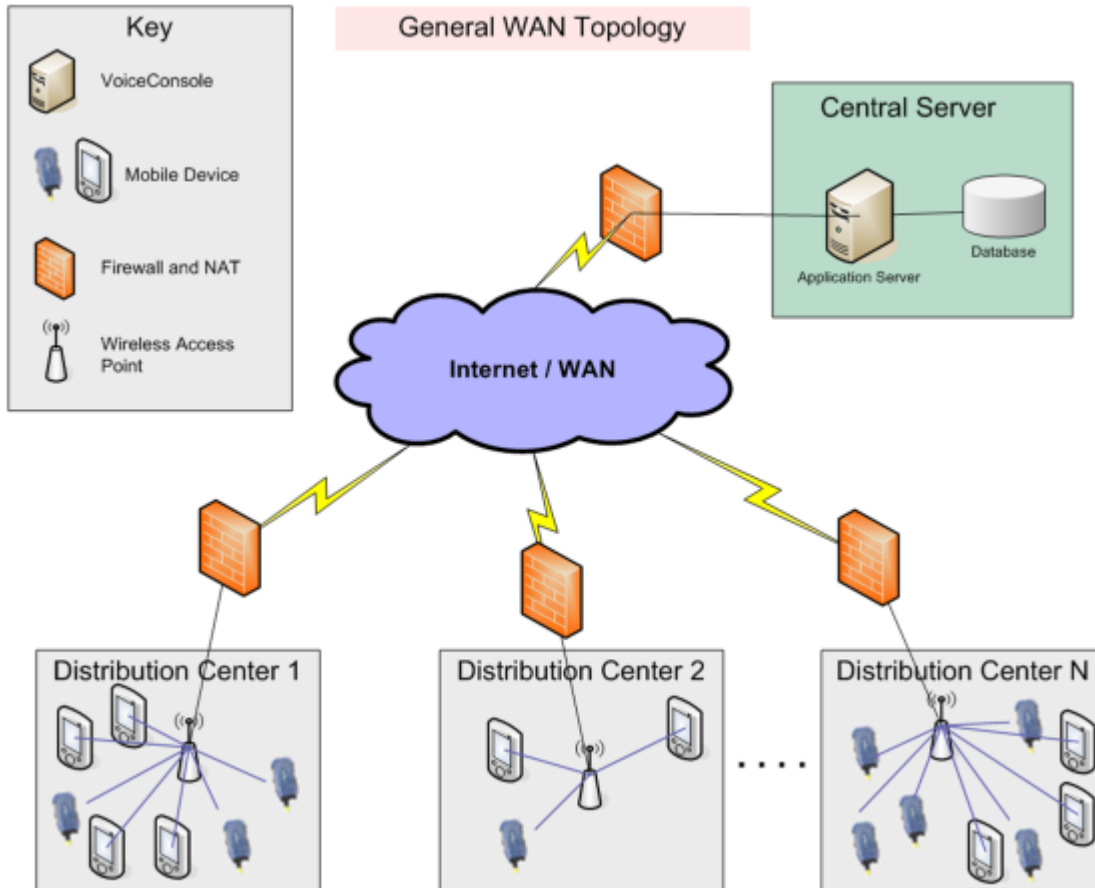 Key
VoiceConsole
Mobile Device
Firewall and NAT
Wireless Access
Point
General WAN Topology
Central Server
Application Server
Database
Internet / WAN
Distribution Center 1
Distribution Center 2
. . . .
Distribution Center N